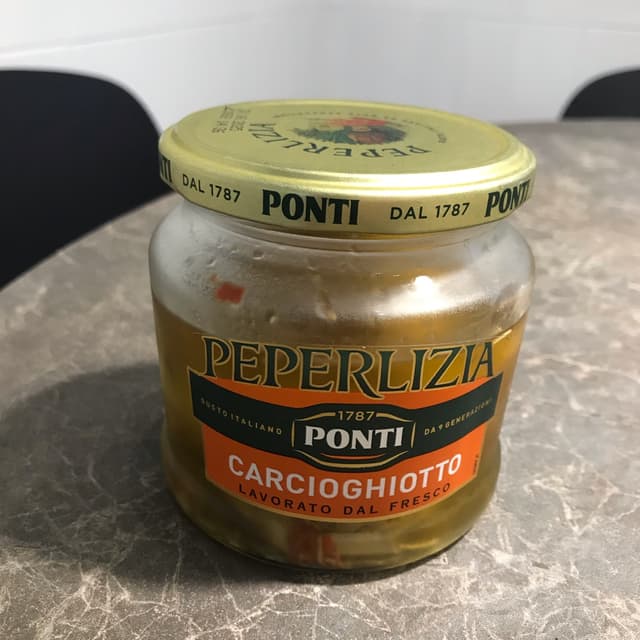 PEPERLIZIA
DAL 1787 PONTI DAL 1787 PONTI
PEPERLIZIA
1787
GUSTO ITALIANO PONTI DA 9 GENERAZIONI
CARCIOGHIOTTO
LAVORATO DAL FRESCO